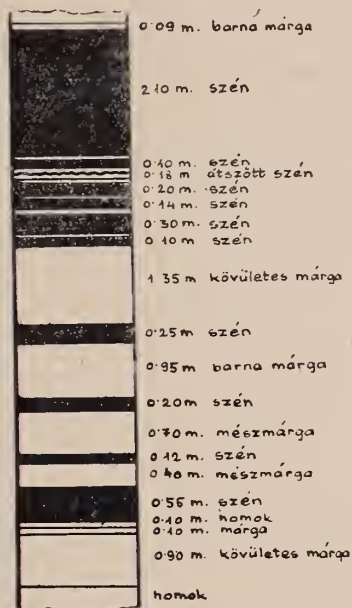 0·09 m. barna márga
2·10 m. szén
0·10 m. szén
0·18 m. átszőtt szén
0·20 m. szén
0·14 m. szén
0·30 m. szén
0·10 m. szén
1·35 m kövületes márga
0·25 m szén
0·95 m barna márga
0·20 m. szén
0·70 m. mészmárga
0·12 m. szén
0·40 m. mészmárga
0·55 m. szén
0·10 m. homok
0·10 m. márga
0·90 m. kövületes márga
homok